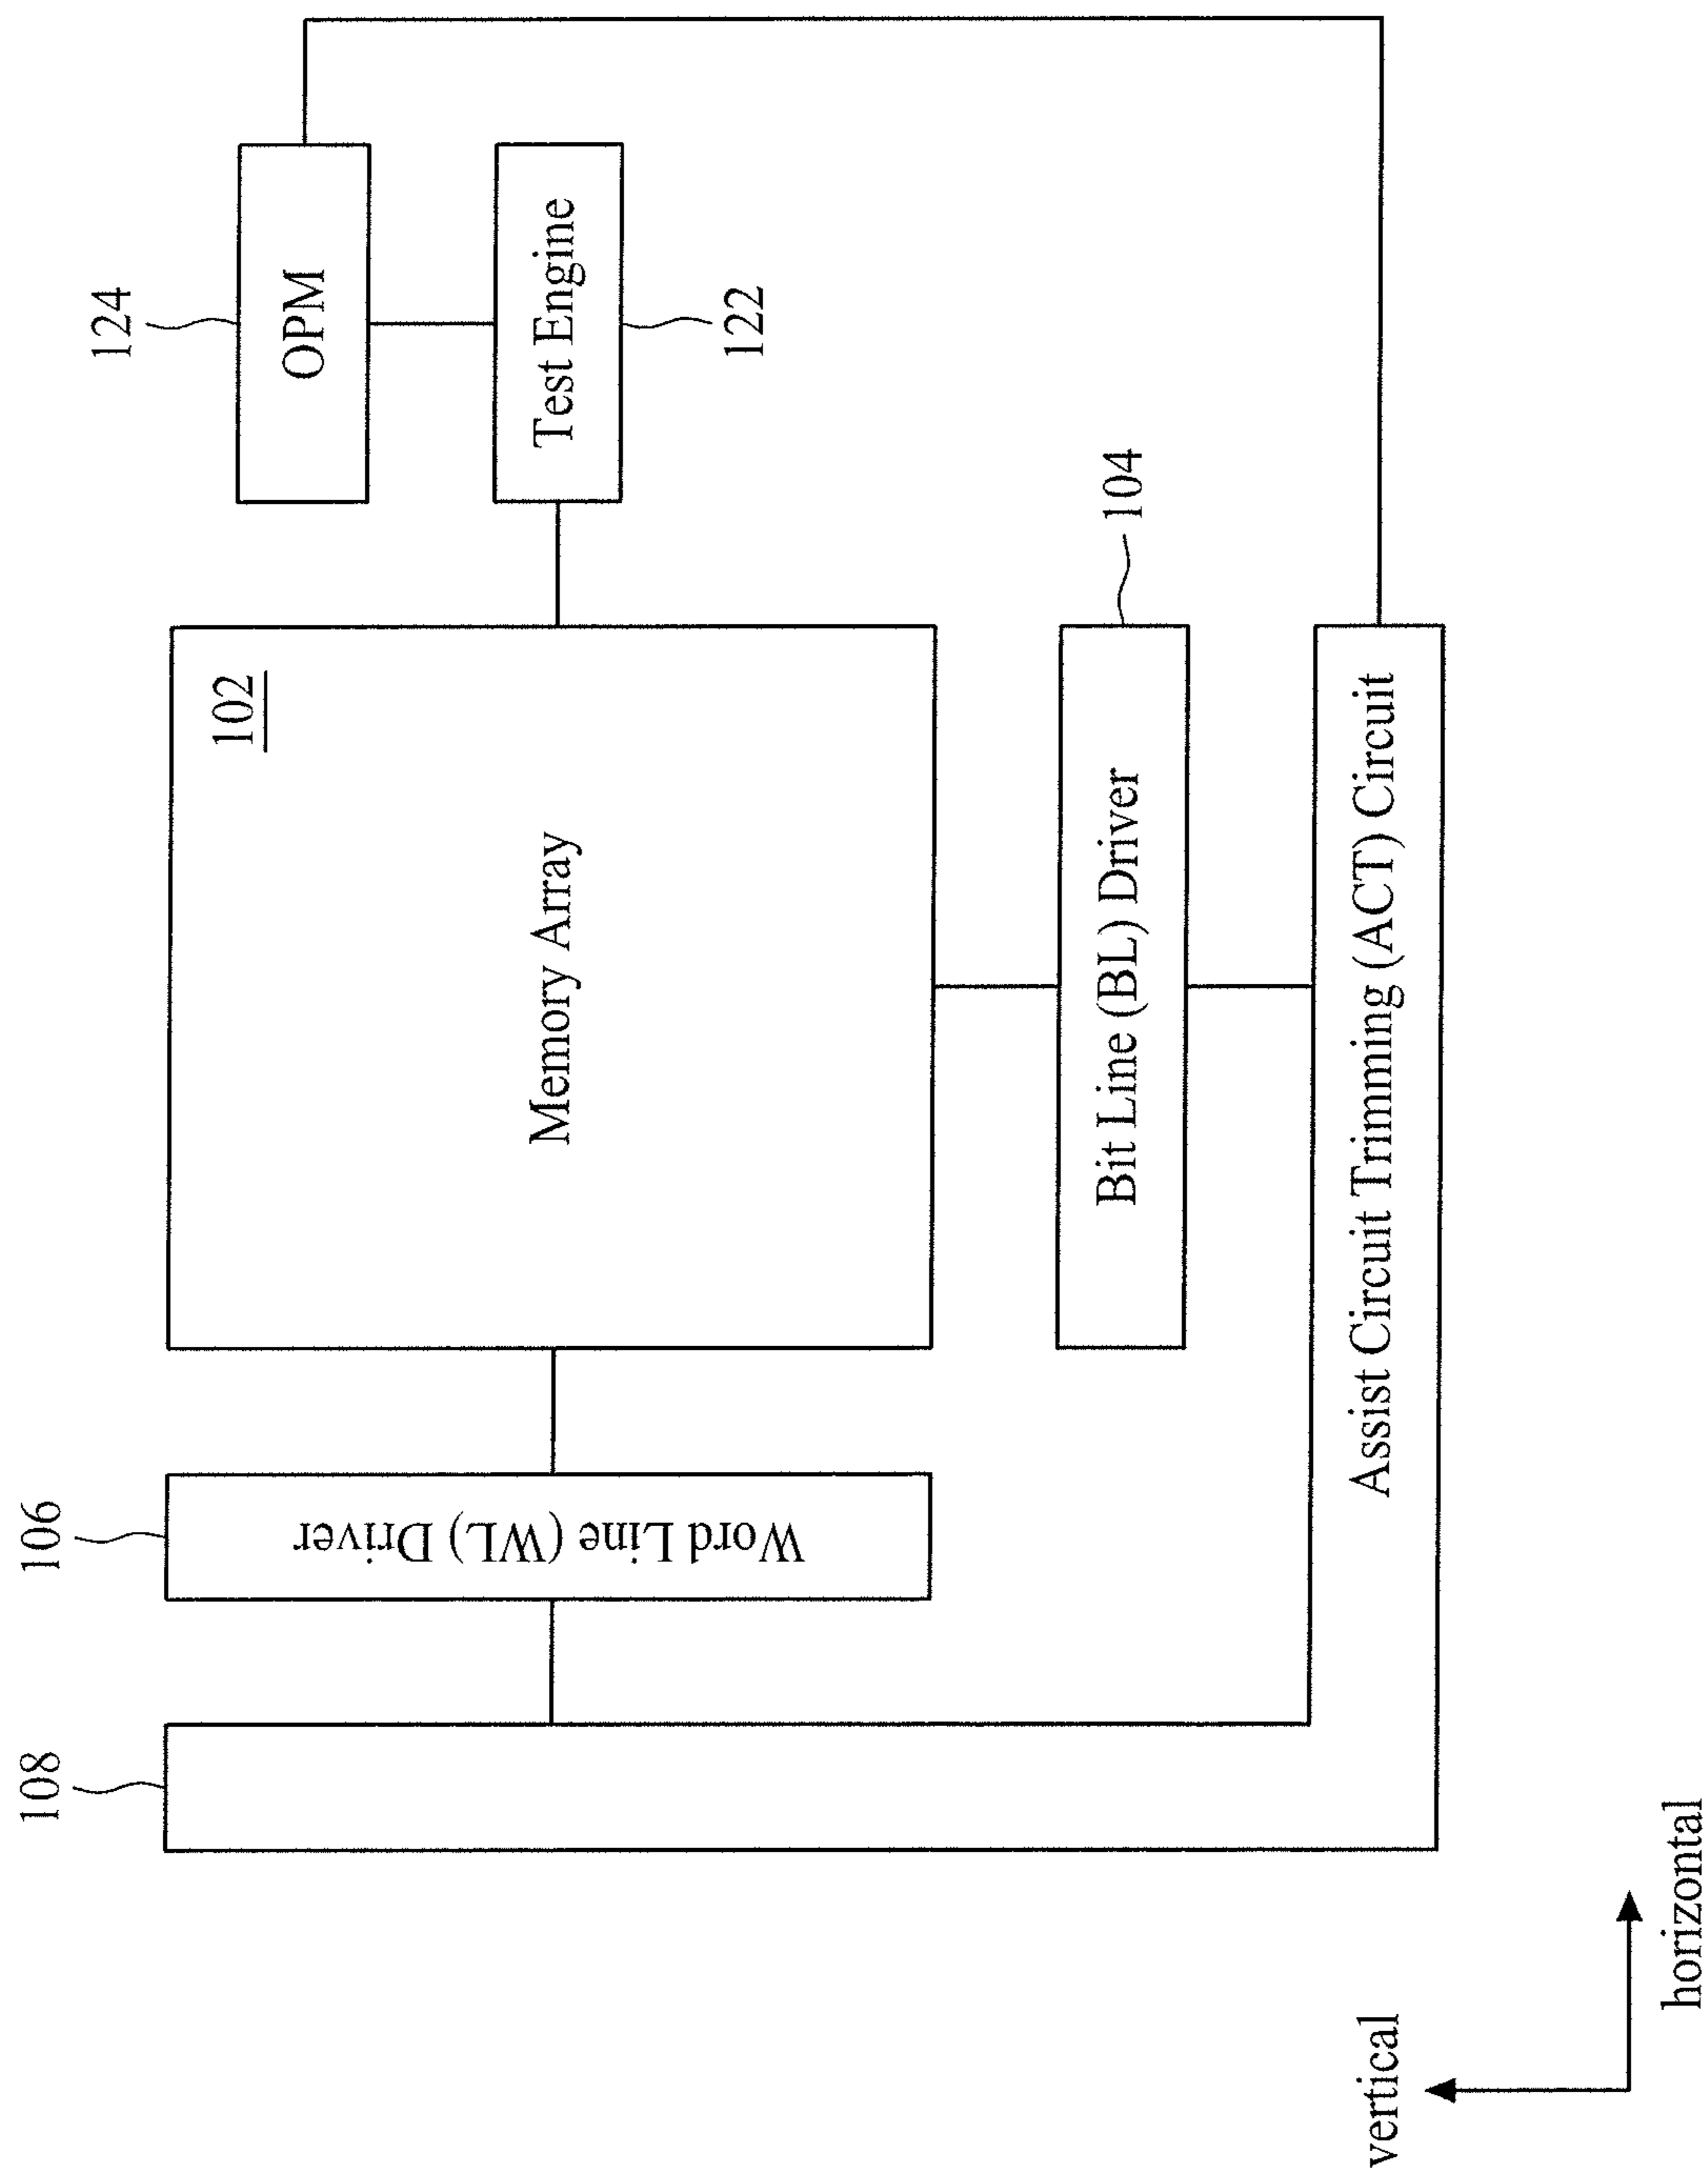 106
108
Word Line (WL) Driver
102
Memory Array
124
OPM
Test Engine
122
Bit Line (BL) Driver
104
Assist Circuit Trimming (ACT) Circuit
vertical
horizontal